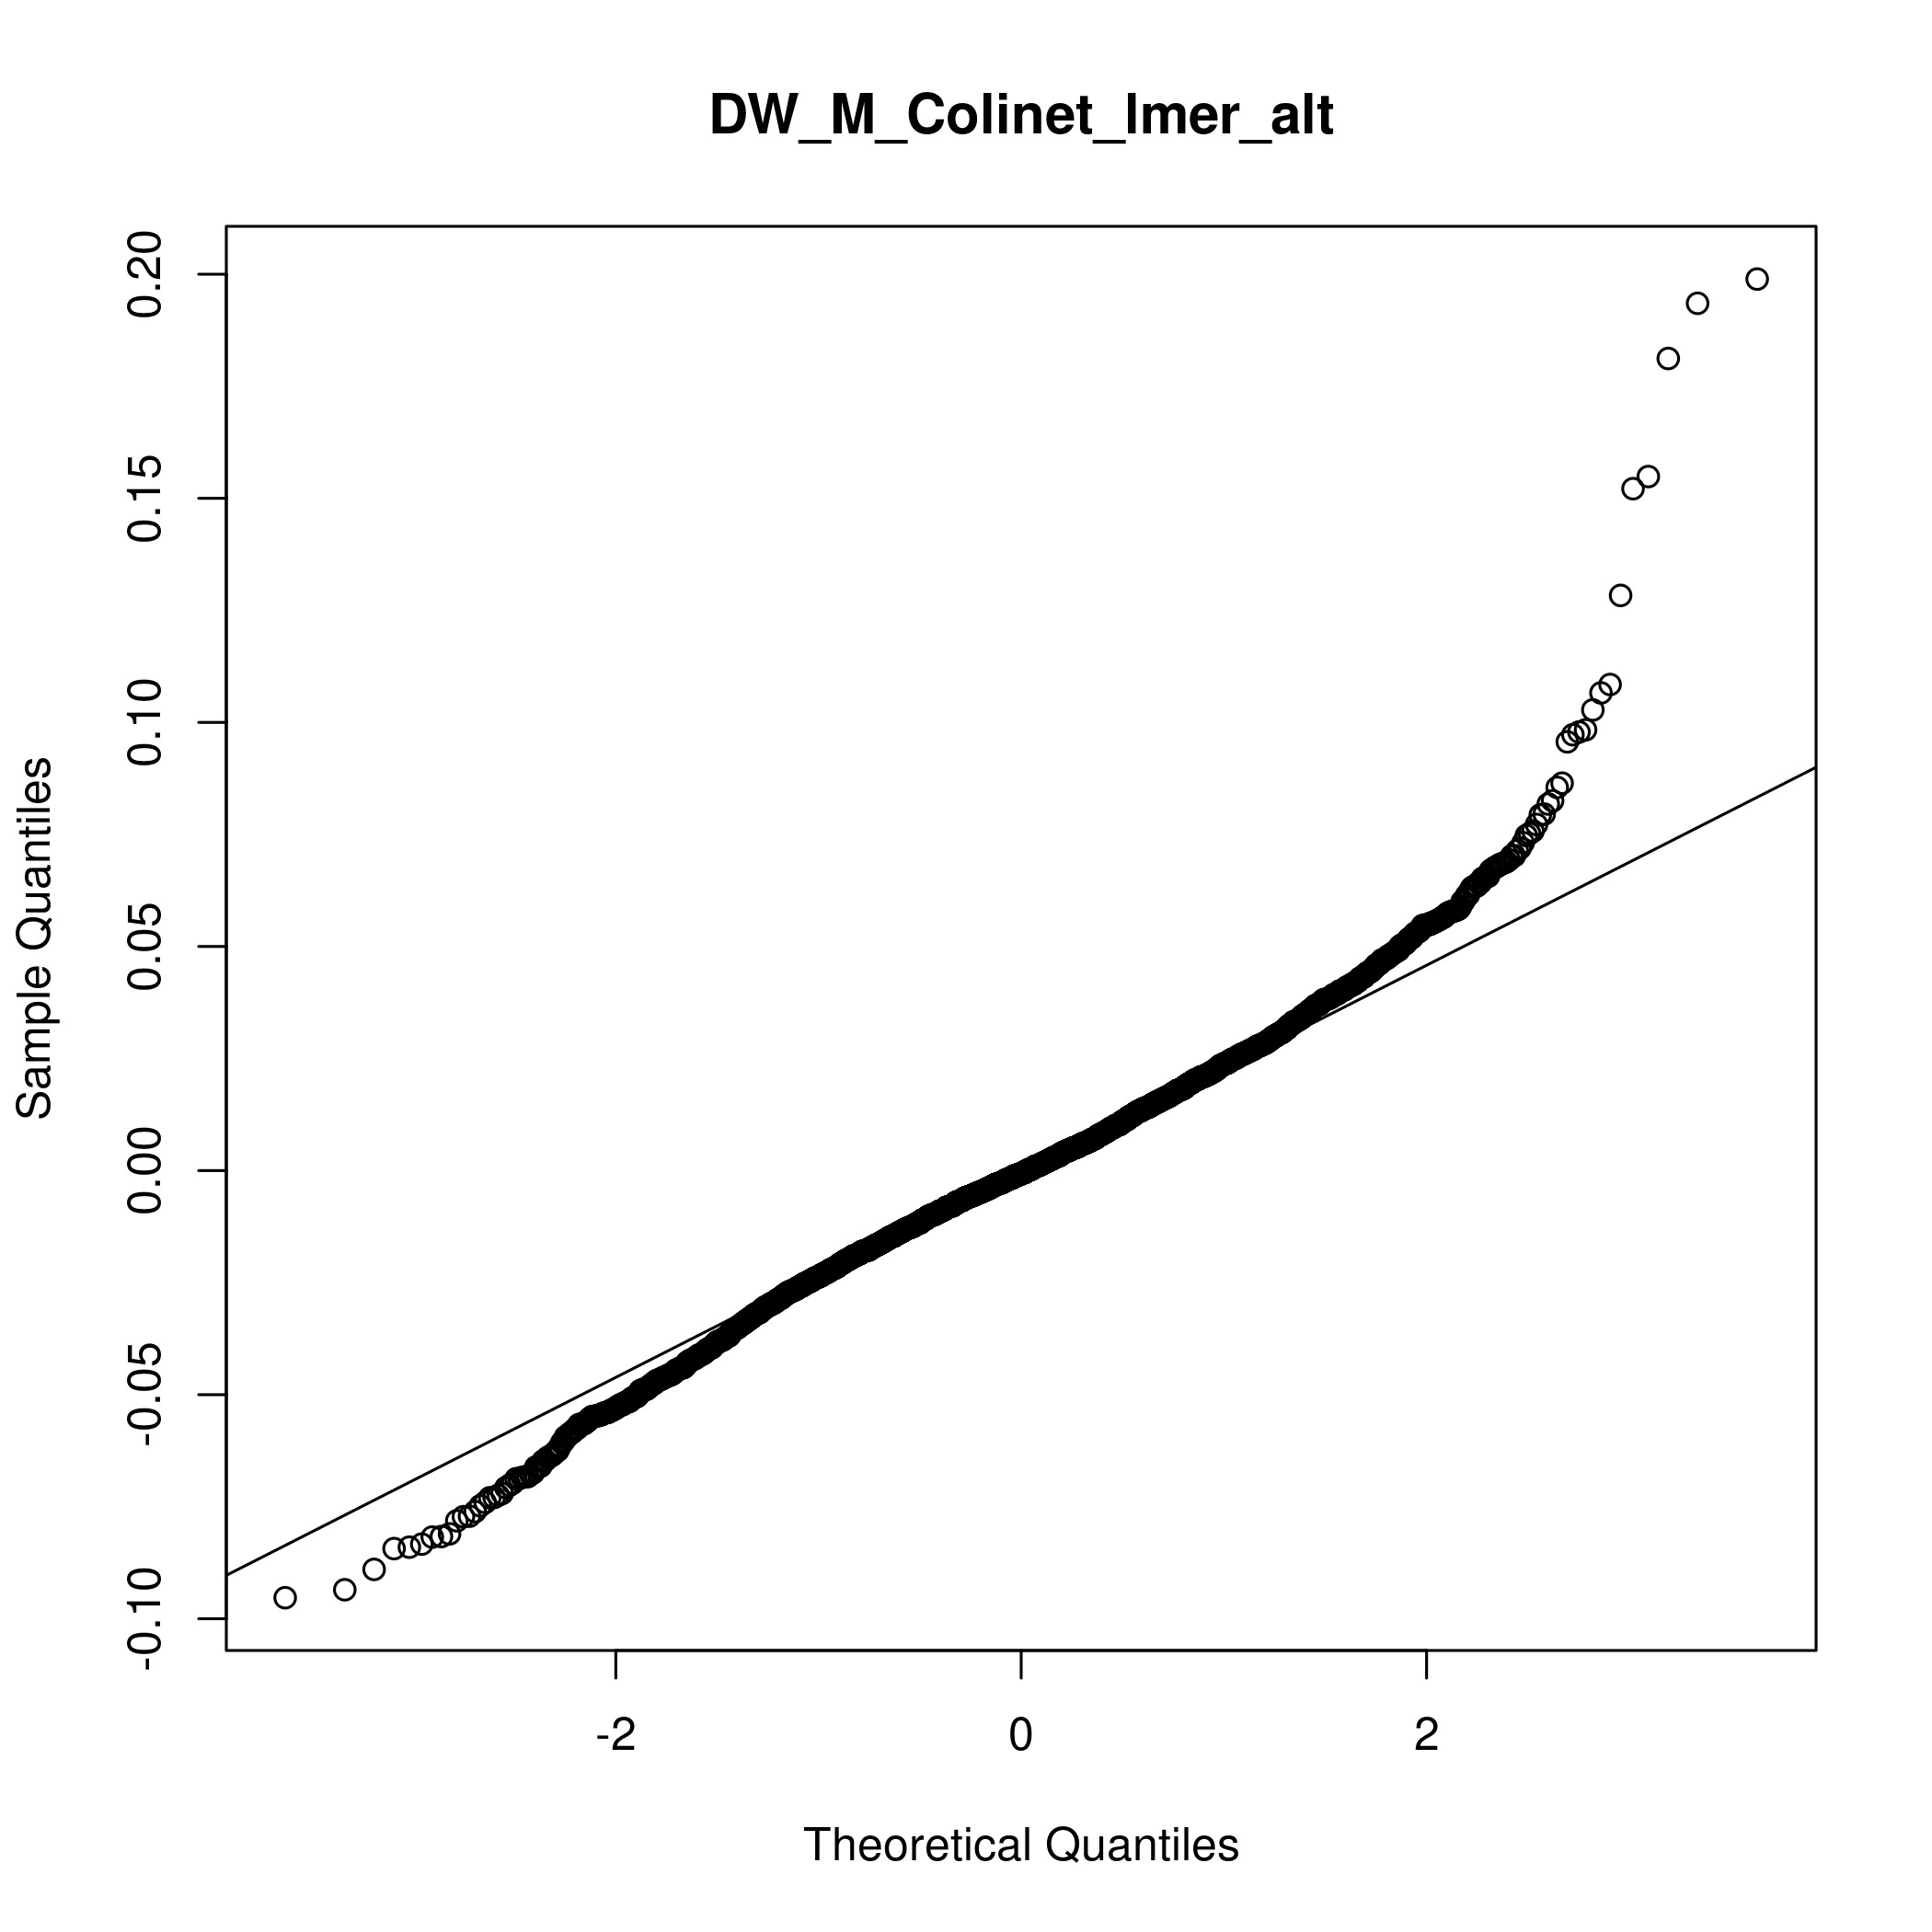 DW_M_Colinet_lmer_alt
Sample Quantiles
0.20
0.15
0.10
0.05
0.00
-0.05
-0.10
-2 0 2
Theoretical Quantiles